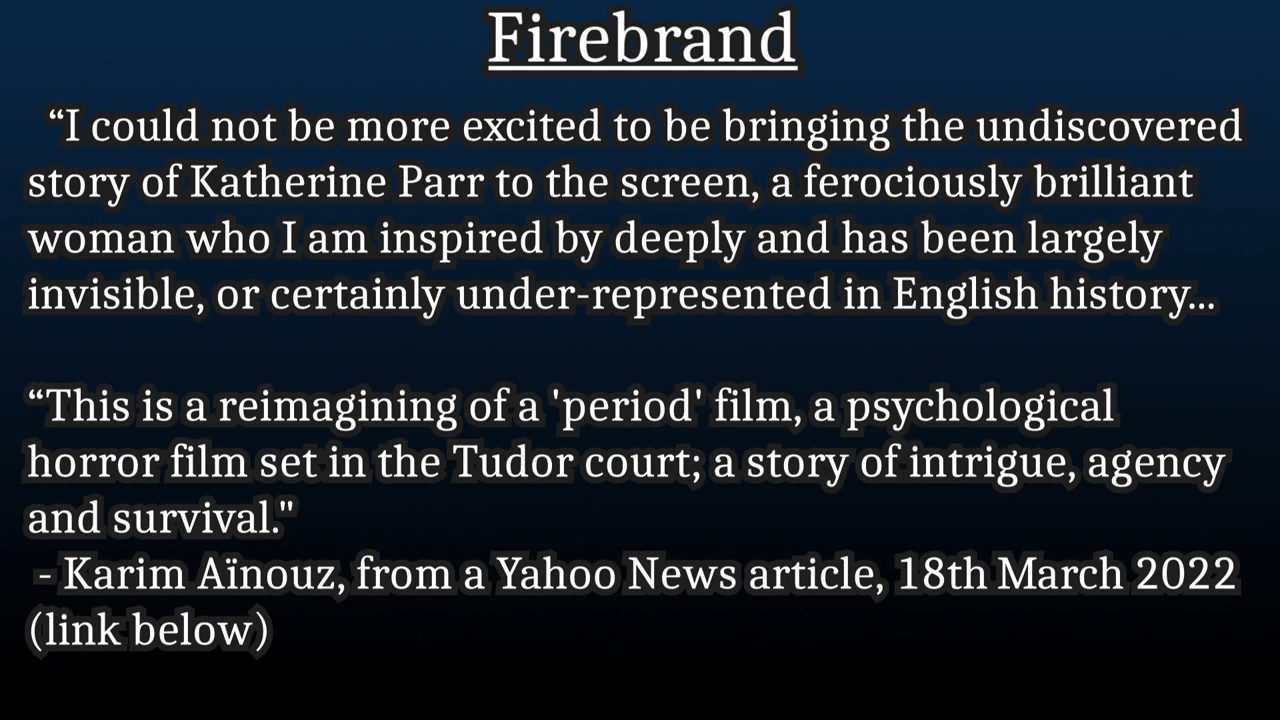 Firebrand
“I could not be more excited to be bringing the undiscovered
story of Katherine Parr to the screen, a ferociously brilliant
woman who I am inspired by deeply and has been largely
invisible, or certainly under-represented in English history...
“This is a reimagining of a 'period' film, a psychological
horror film set in the Tudor court; a story of intrigue, agency
and survival."
- Karim Aïnouz, from a Yahoo News article, 18th March 2022
(link below)